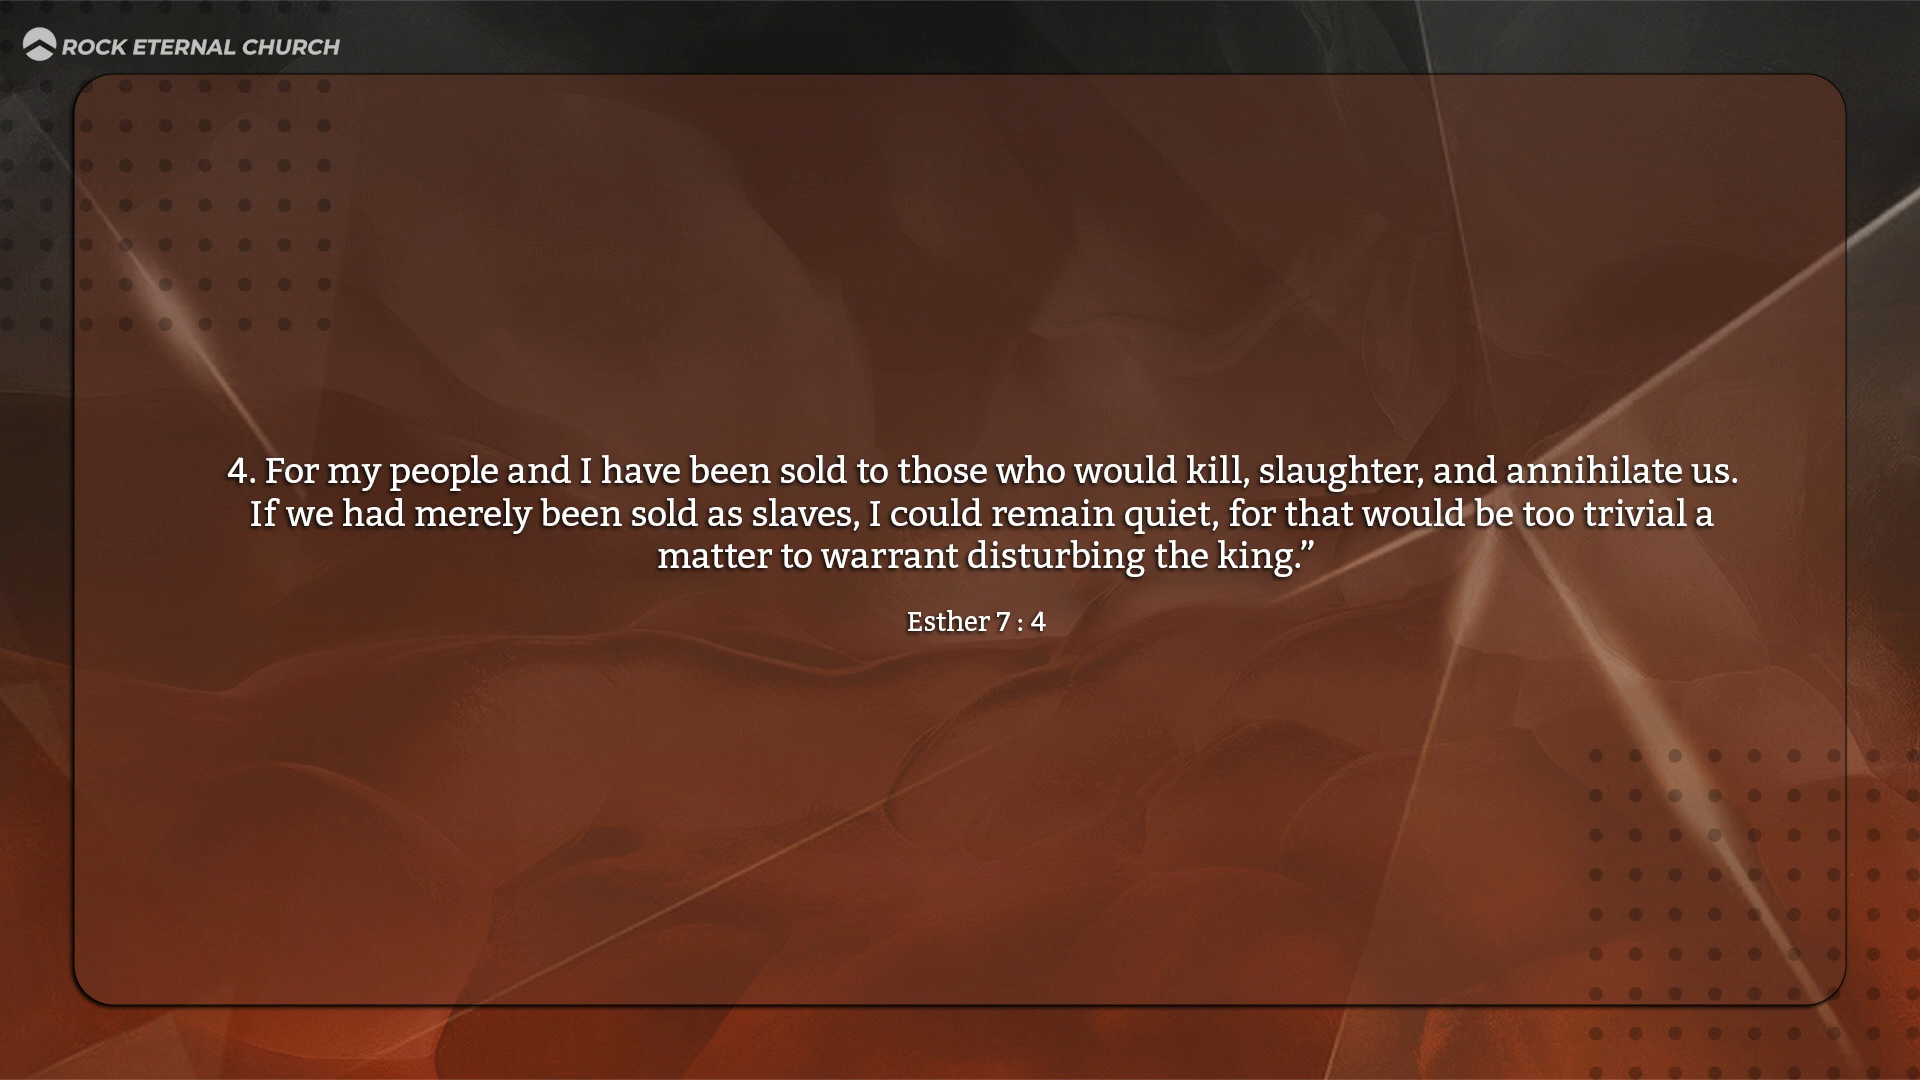 ROCK ETERNAL CHURCH
4. For my people and I have been sold to those who would kill, slaughter, and annihilate us.
If we had merely been sold as slaves, I could remain quiet, for that would be too trivial a
matter to warrant disturbing the king.”
Esther 7 : 4